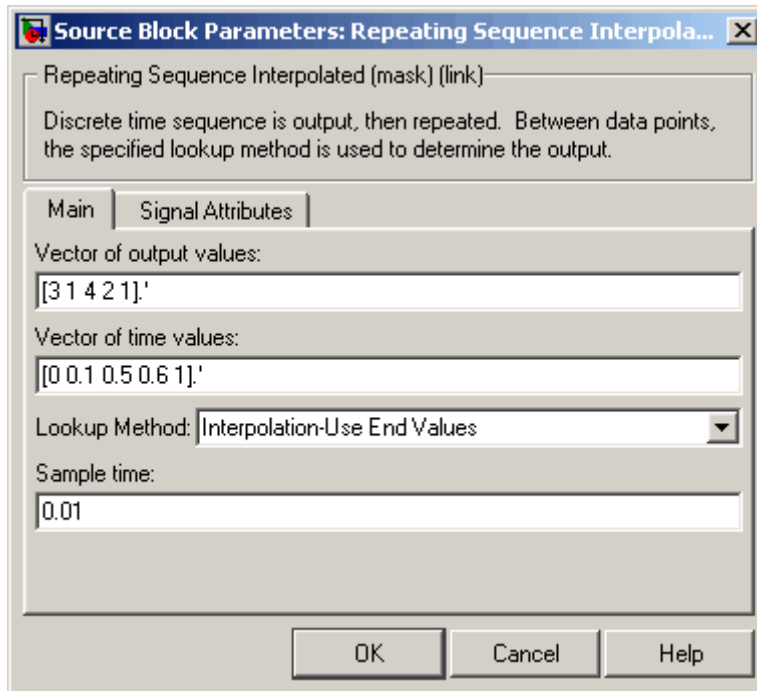 Source Block Parameters: Repeating Sequence Interpola...
Repeating Sequence Interpolated (mask) (link)
Discrete time sequence is output, then repeated. Between data points,
the specified lookup method is used to determine the output.
Main
Signal Attributes
Vector of output values:
[3 1 4 2 1].'
Vector of time values:
[0 0.1 0.5 0.6 1].'
Lookup Method: Interpolation-Use End Values
Sample time:
0.01
OK
Cancel
Help